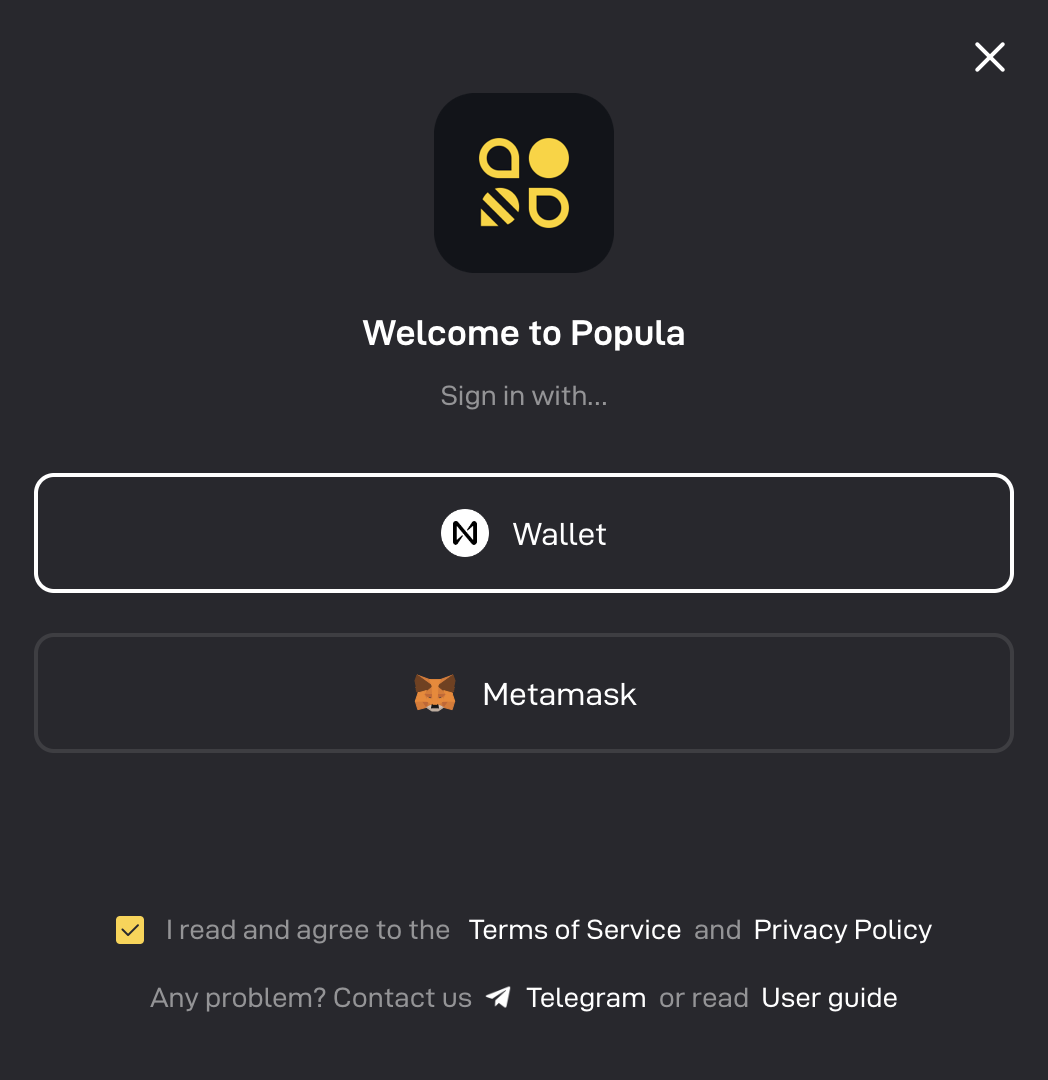 Welcome to Popula
Sign in with...
Wallet
Metamask
I read and agree to the Terms of Service and Privacy Policy
Any problem? Contact us Telegram or read User guide